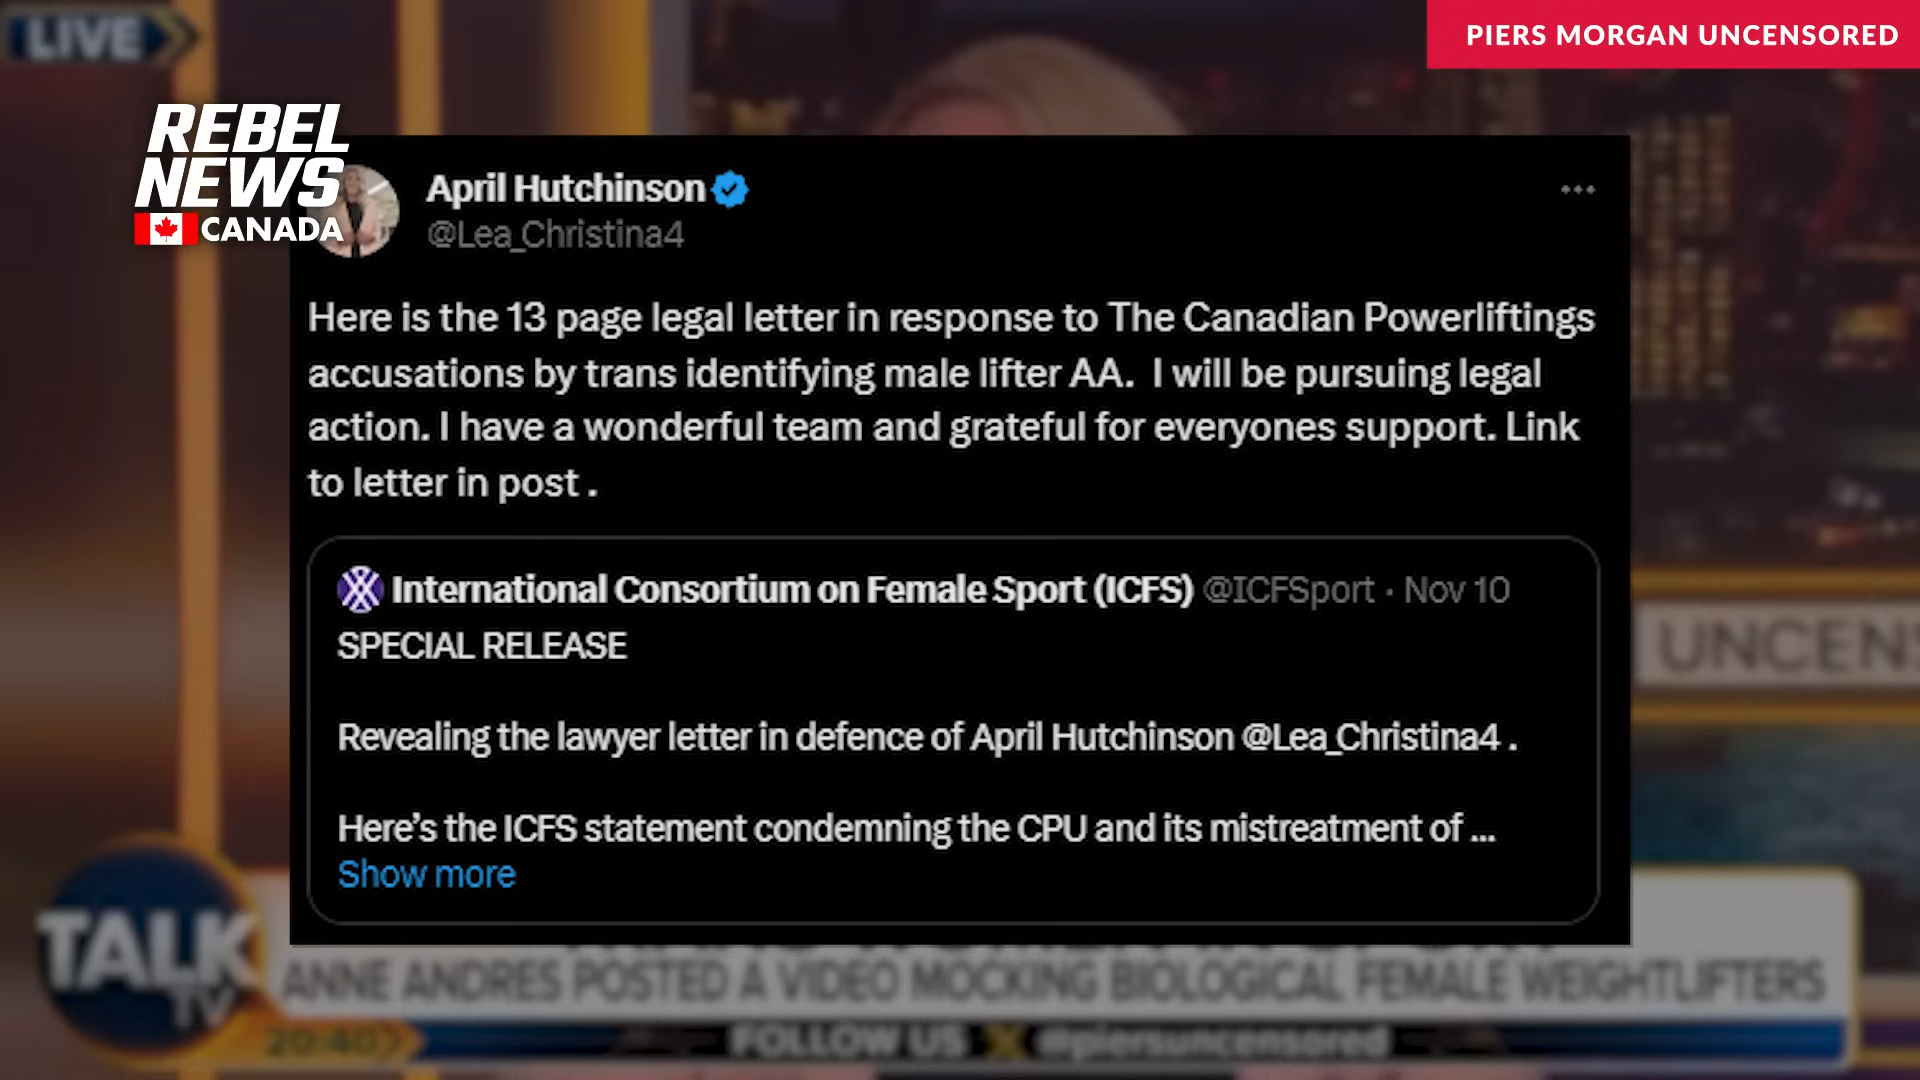 LIVE
PIERS MORGAN UNCENSORED
REBEL
NEWS
CANADA
April Hutchinson
@Lea_Christina4
Here is the 13 page legal letter in response to The Canadian Powerliftings
accusations by trans identifying male lifter AA.  I will be pursuing legal
action. I have a wonderful team and grateful for everyones support. Link
to letter in post .
International Consortium on Female Sport (ICFS) @ICFSport · Nov 10
SPECIAL RELEASE
Revealing the lawyer letter in defence of April Hutchinson @Lea_Christina4 .
Here’s the ICFS statement condemning the CPU and its mistreatment of ...
Show more
UNCENS
TALK
TV
ANNE ANDRES POSTED A VIDEO MOCKING BIOLOGICAL FEMALE WEIGHTLIFTERS
20:40
FOLLOW US X @piersuncensored